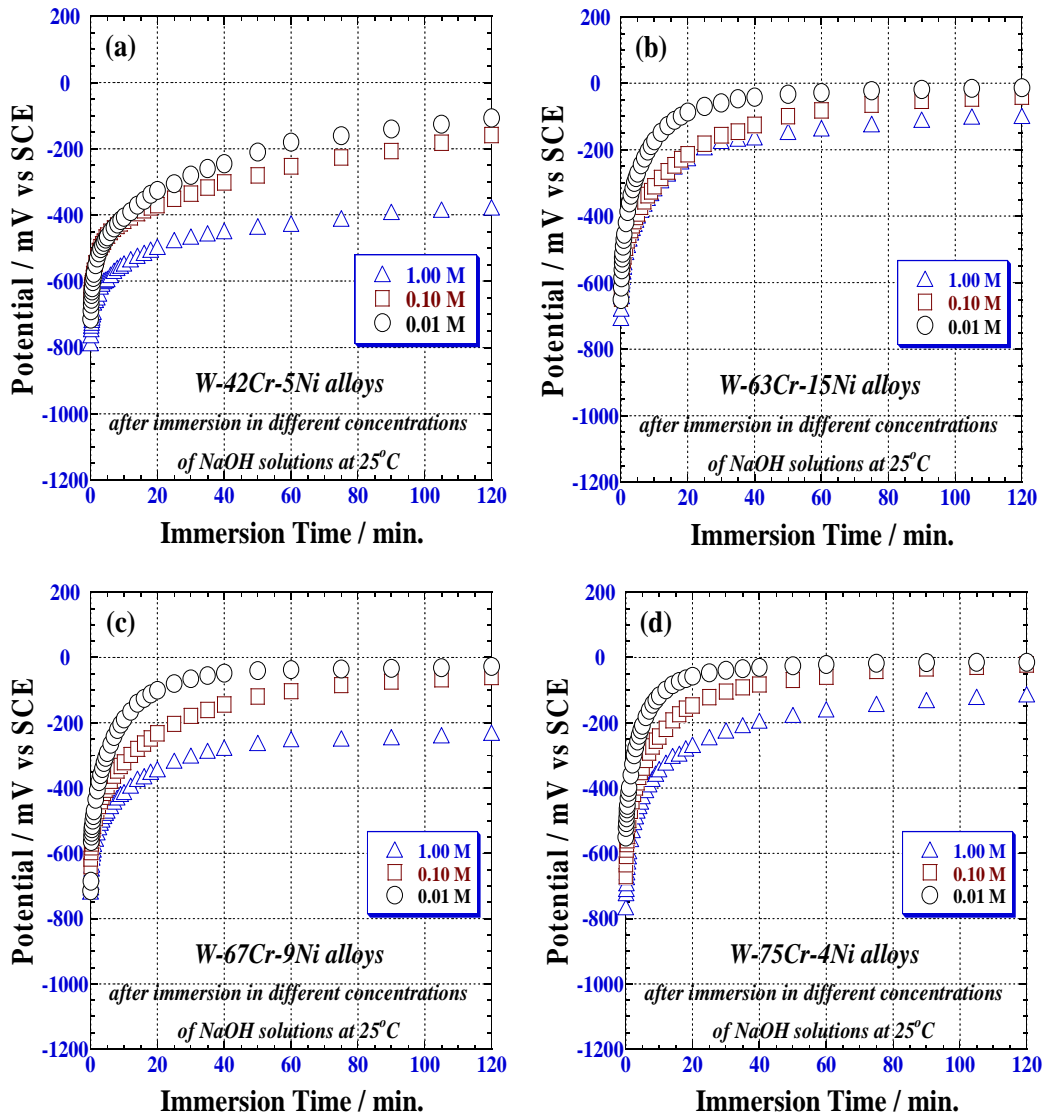 (a)
Potential / mV vs SCE
200
0
-200
-400
-600
-800
-1000
-1200
1.00 M
0.10 M
0.01 M
W-42Cr-5Ni alloys
after immersion in different concentrations
of NaOH solutions at 25°C
0 20 40 60 80 100 120
Immersion Time / min.
(b)
Potential / mV vs SCE
200
0
-200
-400
-600
-800
-1000
-1200
1.00 M
0.10 M
0.01 M
W-63Cr-15Ni alloys
after immersion in different concentrations
of NaOH solutions at 25°C
0 20 40 60 80 100 120
Immersion Time / min.
(c)
Potential / mV vs SCE
200
0
-200
-400
-600
-800
-1000
-1200
1.00 M
0.10 M
0.01 M
W-67Cr-9Ni alloys
after immersion in different concentrations
of NaOH solutions at 25°C
0 20 40 60 80 100 120
Immersion Time / min.
(d)
Potential / mV vs SCE
200
0
-200
-400
-600
-800
-1000
-1200
1.00 M
0.10 M
0.01 M
W-75Cr-4Ni alloys
after immersion in different concentrations
of NaOH solutions at 25°C
0 20 40 60 80 100 120
Immersion Time / min.